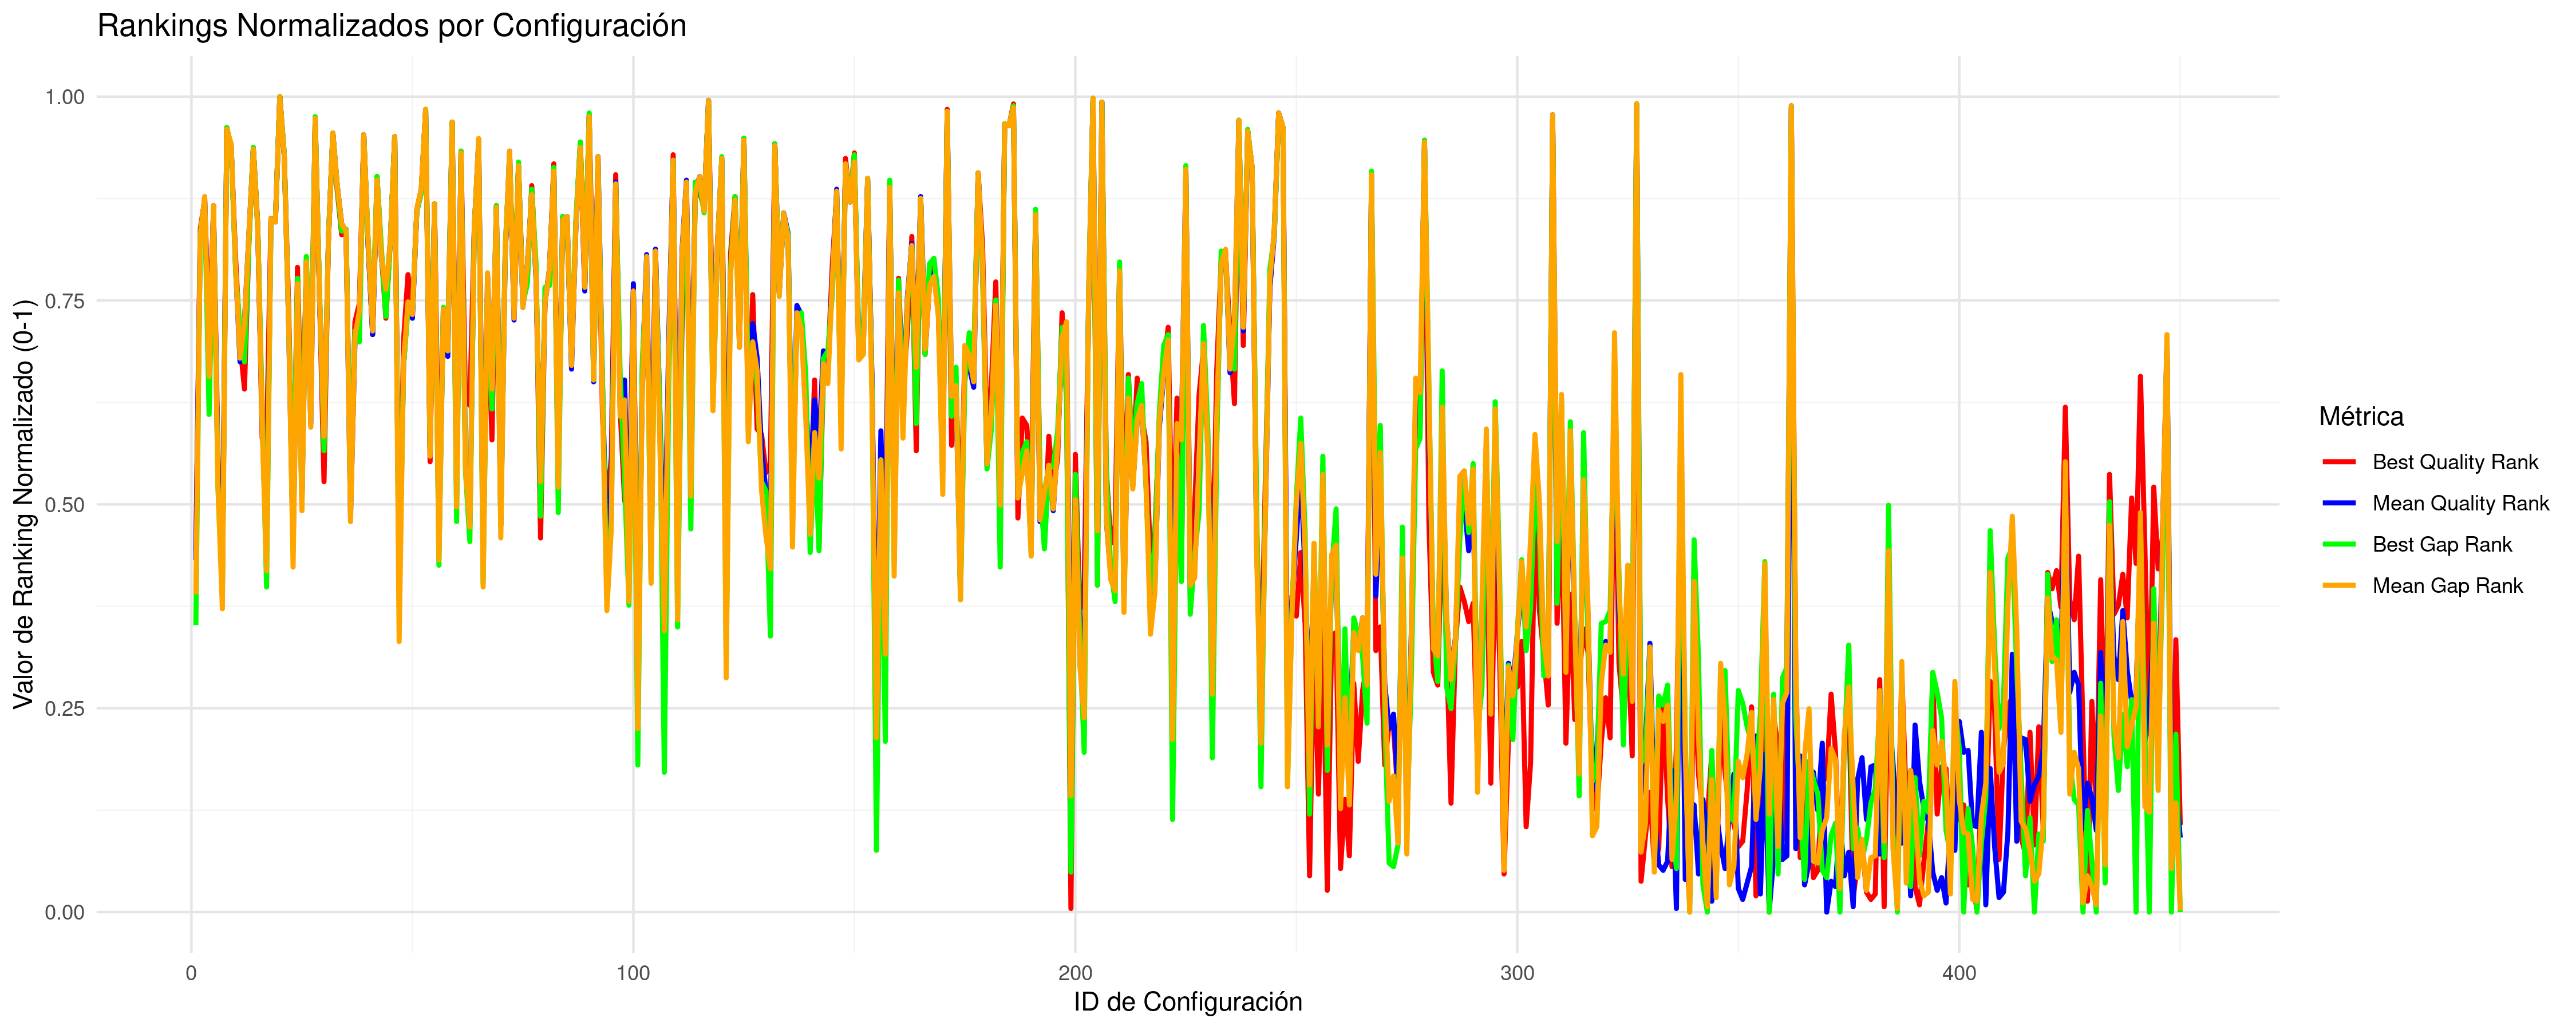 Rankings Normalizados por Configuración
Valor de Ranking Normalizado (0-1)
1.00
0.75
0.50
0.25
0.00
0
100
200
300
400
ID de Configuración
Métrica
Best Quality Rank
Mean Quality Rank
Best Gap Rank
Mean Gap Rank